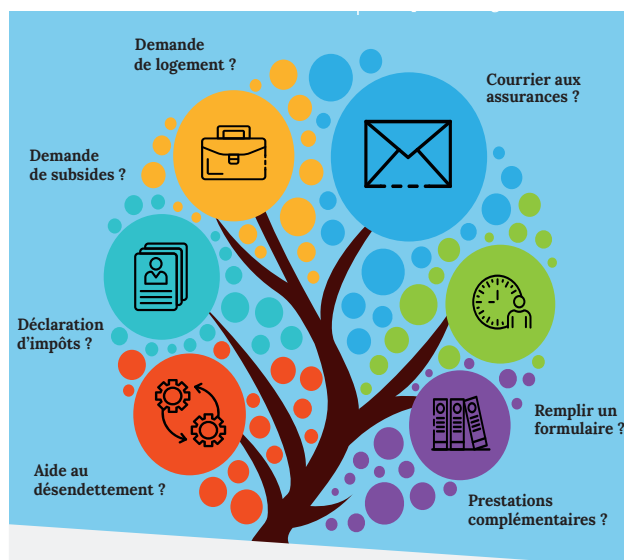 Demande
de logement ?
Courrier aux
assurances ?
Demande
de subsides ?
Déclaration
d’impôts ?
Remplir un
formulaire ?
Aide au
désendettement ?
Prestations
complémentaires ?